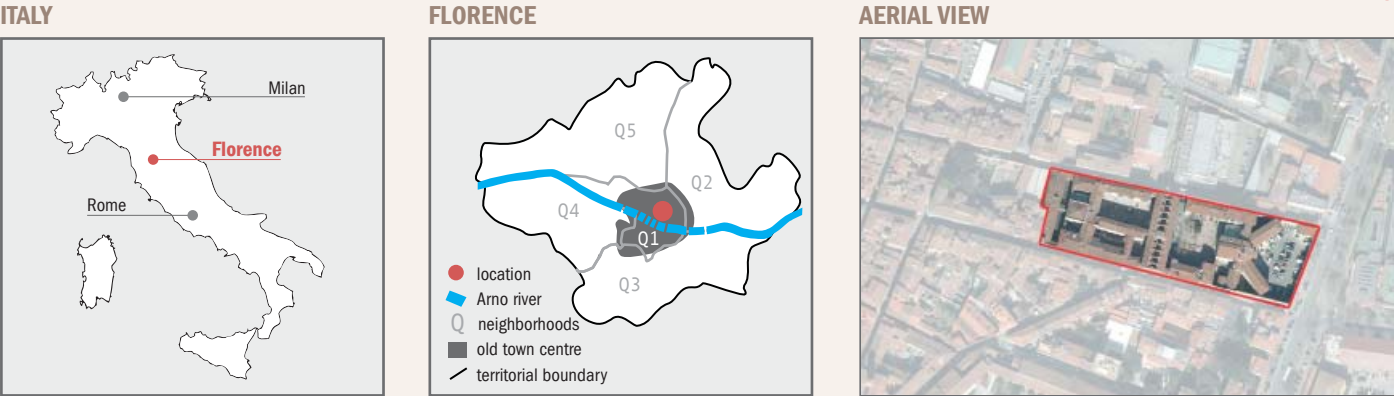 ITALY
Milan
Florence
Rome
FLORENCE
Q5
Q2
Q4
Q1
Q3
location
Arno river
Q neighborhoods
old town centre
territorial boundary
AERIAL VIEW